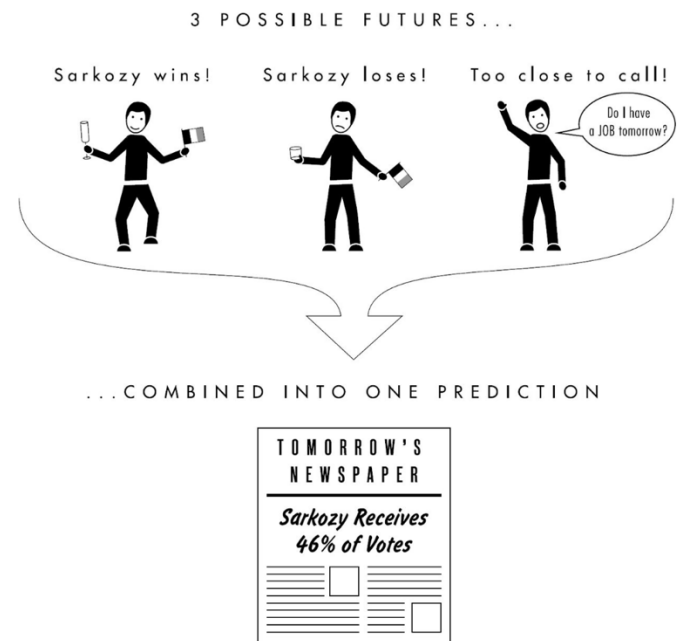 3 POSSIBLE FUTURES...
Sarkozy wins!
Sarkozy loses!
Too close to call!
Do I have
a JOB tomorrow?
...COMBINED INTO ONE PREDICTION
TOMORROW'S
NEWSPAPER
Sarkozy Receives
46% of Votes